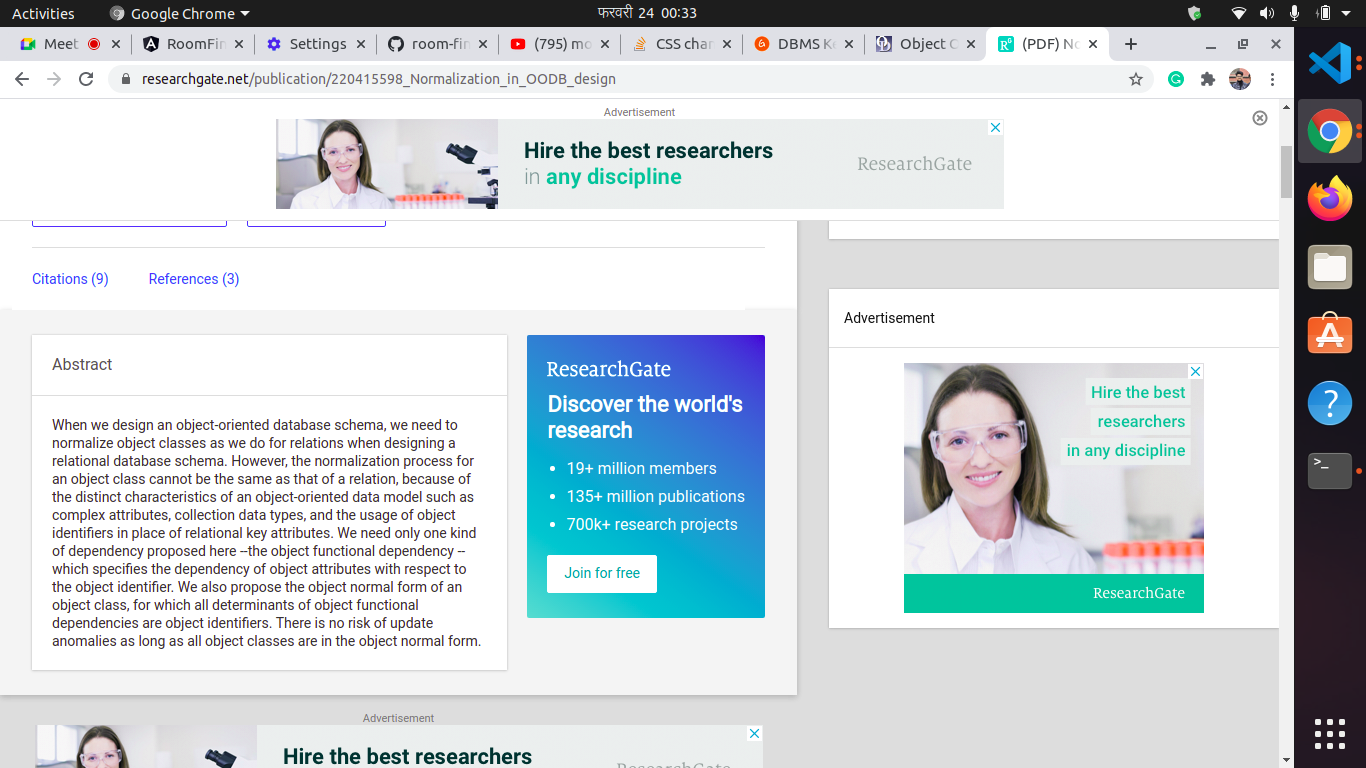 Activities
Google Chrome
फरवरी 24 00:33
Meet
RoomFin
Settings
room-fin
(795) mo
CSS char
DBMS Ke
Object O
(PDF) No
researchgate.net/publication/220415598_Normalization_in_OODB_design
Advertisement
Hire the best researchers
in any discipline
ResearchGate
Citations (9)
References (3)
Abstract
When we design an object-oriented database schema, we need to
normalize object classes as we do for relations when designing a
relational database schema. However, the normalization process for
an object class cannot be the same as that of a relation, because of
the distinct characteristics of an object-oriented data model such as
complex attributes, collection data types, and the usage of object
identifiers in place of relational key attributes. We need only one kind
of dependency proposed here --the object functional dependency --
which specifies the dependency of object attributes with respect to
the object identifier. We also propose the object normal form of an
object class, for which all determinants of object functional
dependencies are object identifiers. There is no risk of update
anomalies as long as all object classes are in the object normal form.
ResearchGate
Discover the world's
research
• 19+ million members
• 135+ million publications
• 700k+ research projects
Join for free
Advertisement
Hire the best
researchers
in any discipline
ResearchGate
Advertisement
Hire the best researchers
ResearchGate